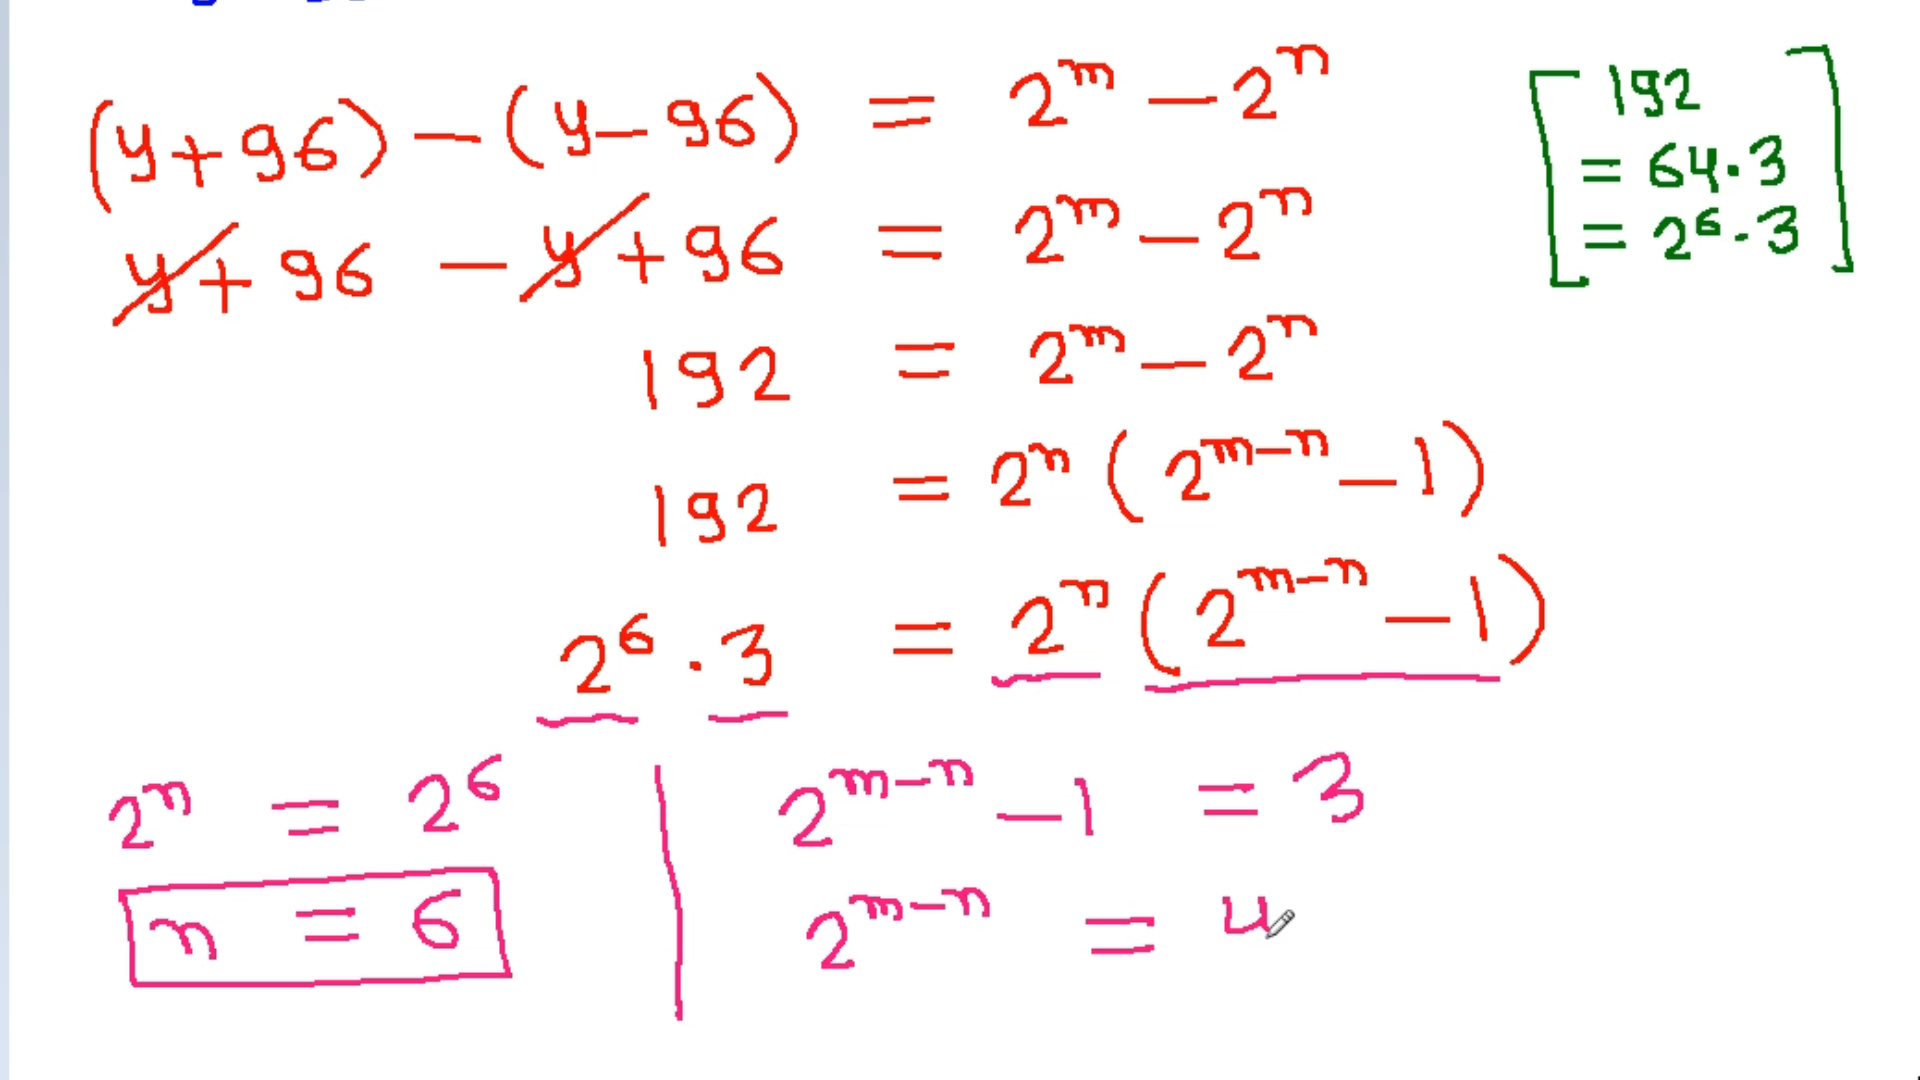 (y+96) − (y−96) = 2^m − 2^n
y + 96 − y + 96 = 2^m − 2^n
192 = 2^m − 2^n
192 = 2^n (2^{m−n} − 1)
2^6 · 3 = 2^n (2^{m−n} − 1)
192
= 64 · 3
= 2^6 · 3
2^n = 2^6
n = 6
2^{m−n} − 1 = 3
2^{m−n} = 4